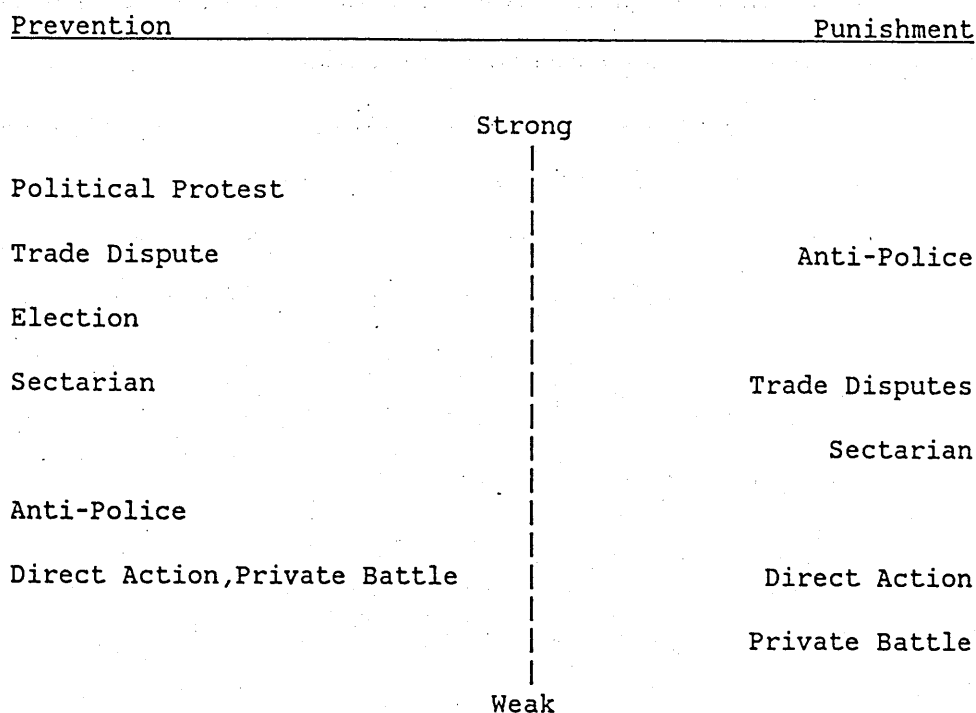 Prevention Punishment
Strong
Political Protest
Trade Dispute Anti-Police
Election
Sectarian Trade Disputes
Sectarian
Anti-Police
Direct Action,Private Battle Direct Action
Private Battle
Weak